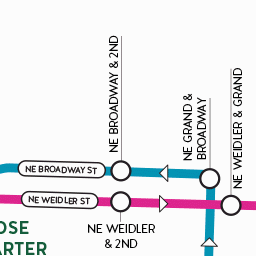 NE BROADWAY & 2ND
NE GRAND &
BROADWAY
NE WEIDLER & GRAND
NE BROADWAY ST
NE WEIDLER ST
NE WEIDLER
& 2ND
OSE
ARTER